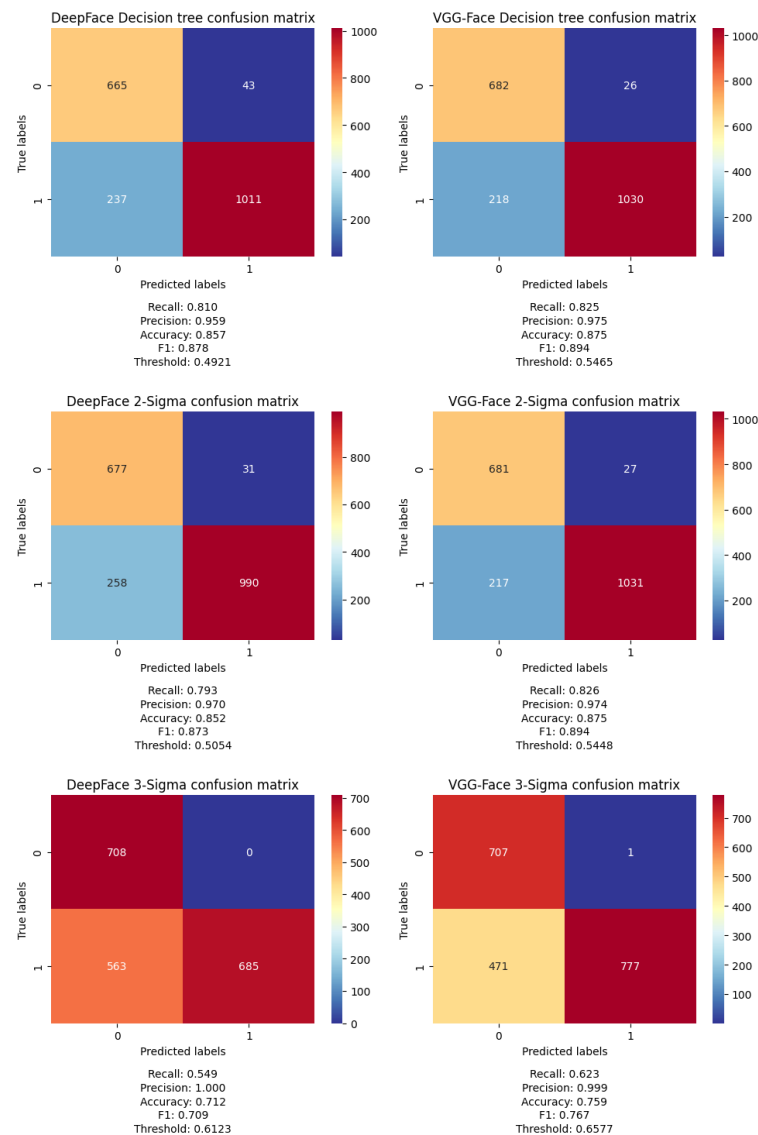 DeepFace Decision tree confusion matrix
True labels
0
1
665
43
237
1011
0
1
Predicted labels
1000
800
600
400
200
Recall: 0.810
Precision: 0.959
Accuracy: 0.857
F1: 0.878
Threshold: 0.4921
VGG-Face Decision tree confusion matrix
True labels
0
1
682
26
218
1030
0
1
Predicted labels
1000
800
600
400
200
Recall: 0.825
Precision: 0.975
Accuracy: 0.875
F1: 0.894
Threshold: 0.5465
DeepFace 2-Sigma confusion matrix
True labels
0
1
677
31
258
990
0
1
Predicted labels
800
600
400
200
Recall: 0.793
Precision: 0.970
Accuracy: 0.852
F1: 0.873
Threshold: 0.5054
VGG-Face 2-Sigma confusion matrix
True labels
0
1
681
27
217
1031
0
1
Predicted labels
1000
800
600
400
200
Recall: 0.826
Precision: 0.974
Accuracy: 0.875
F1: 0.894
Threshold: 0.5448
DeepFace 3-Sigma confusion matrix
True labels
0
1
708
0
563
685
0
1
Predicted labels
700
600
500
400
300
200
100
0
Recall: 0.549
Precision: 1.000
Accuracy: 0.712
F1: 0.709
Threshold: 0.6123
VGG-Face 3-Sigma confusion matrix
True labels
0
1
707
1
471
777
0
1
Predicted labels
700
600
500
400
300
200
100
Recall: 0.623
Precision: 0.999
Accuracy: 0.759
F1: 0.767
Threshold: 0.6577